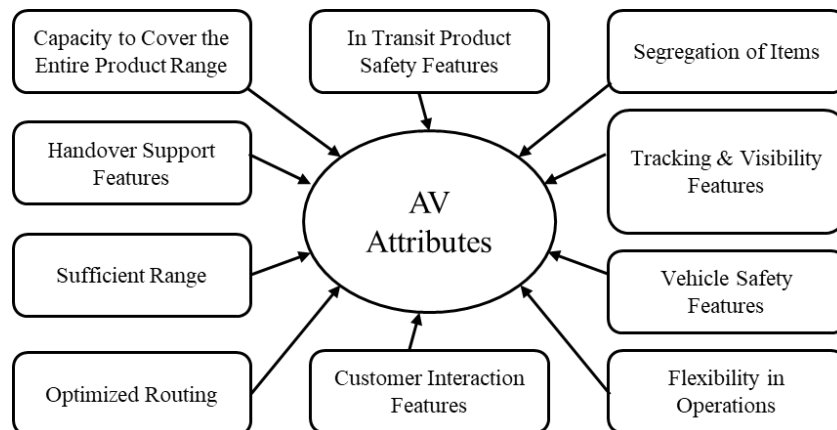 Capacity to Cover the
Entire Product Range
In Transit Product
Safety Features
Segregation of Items
Handover Support
Features
Tracking & Visibility
Features
AV
Attributes
Sufficient Range
Vehicle Safety
Features
Optimized Routing
Customer Interaction
Features
Flexibility in
Operations